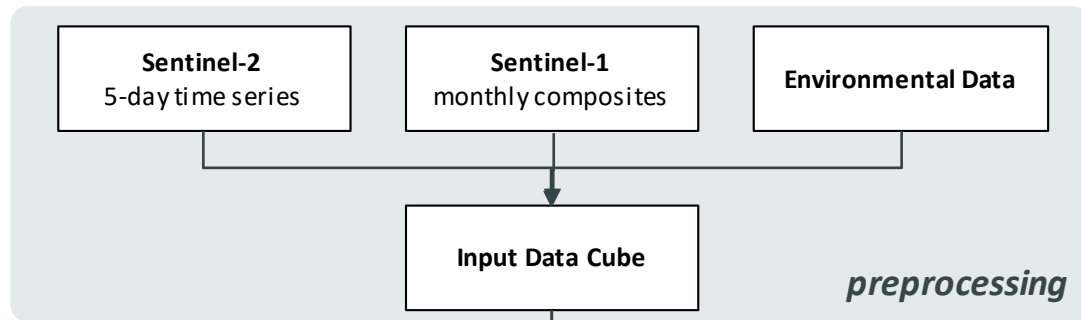 Sentinel-2
5-day time series
Sentinel-1
monthly composites
Environmental Data
Input Data Cube
preprocessing